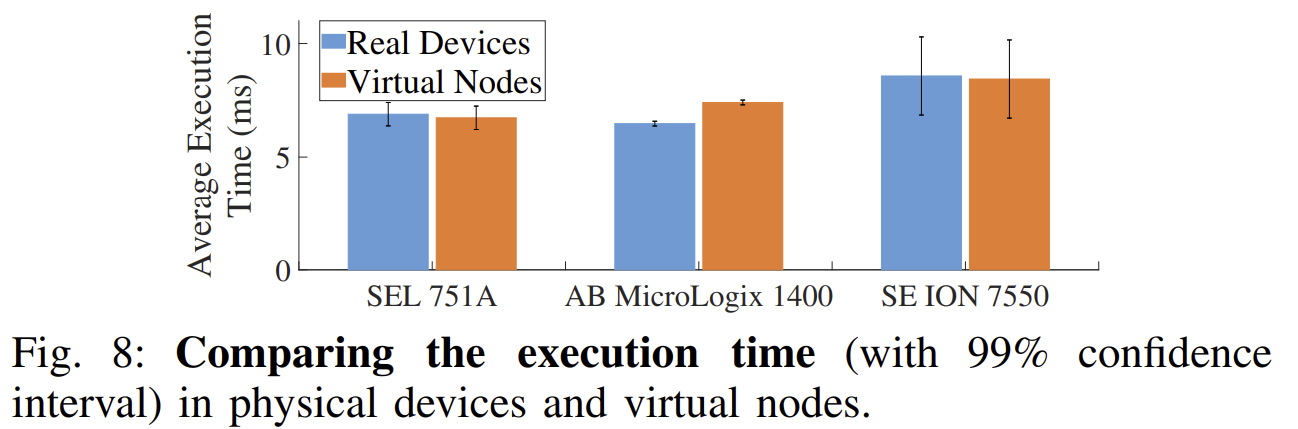 Average Execution
Time (ms)
10
5
0
Real Devices
Virtual Nodes
SEL 751A
AB MicroLogix 1400
SE ION 7550
Fig. 8: Comparing the execution time (with 99% confidence
interval) in physical devices and virtual nodes.